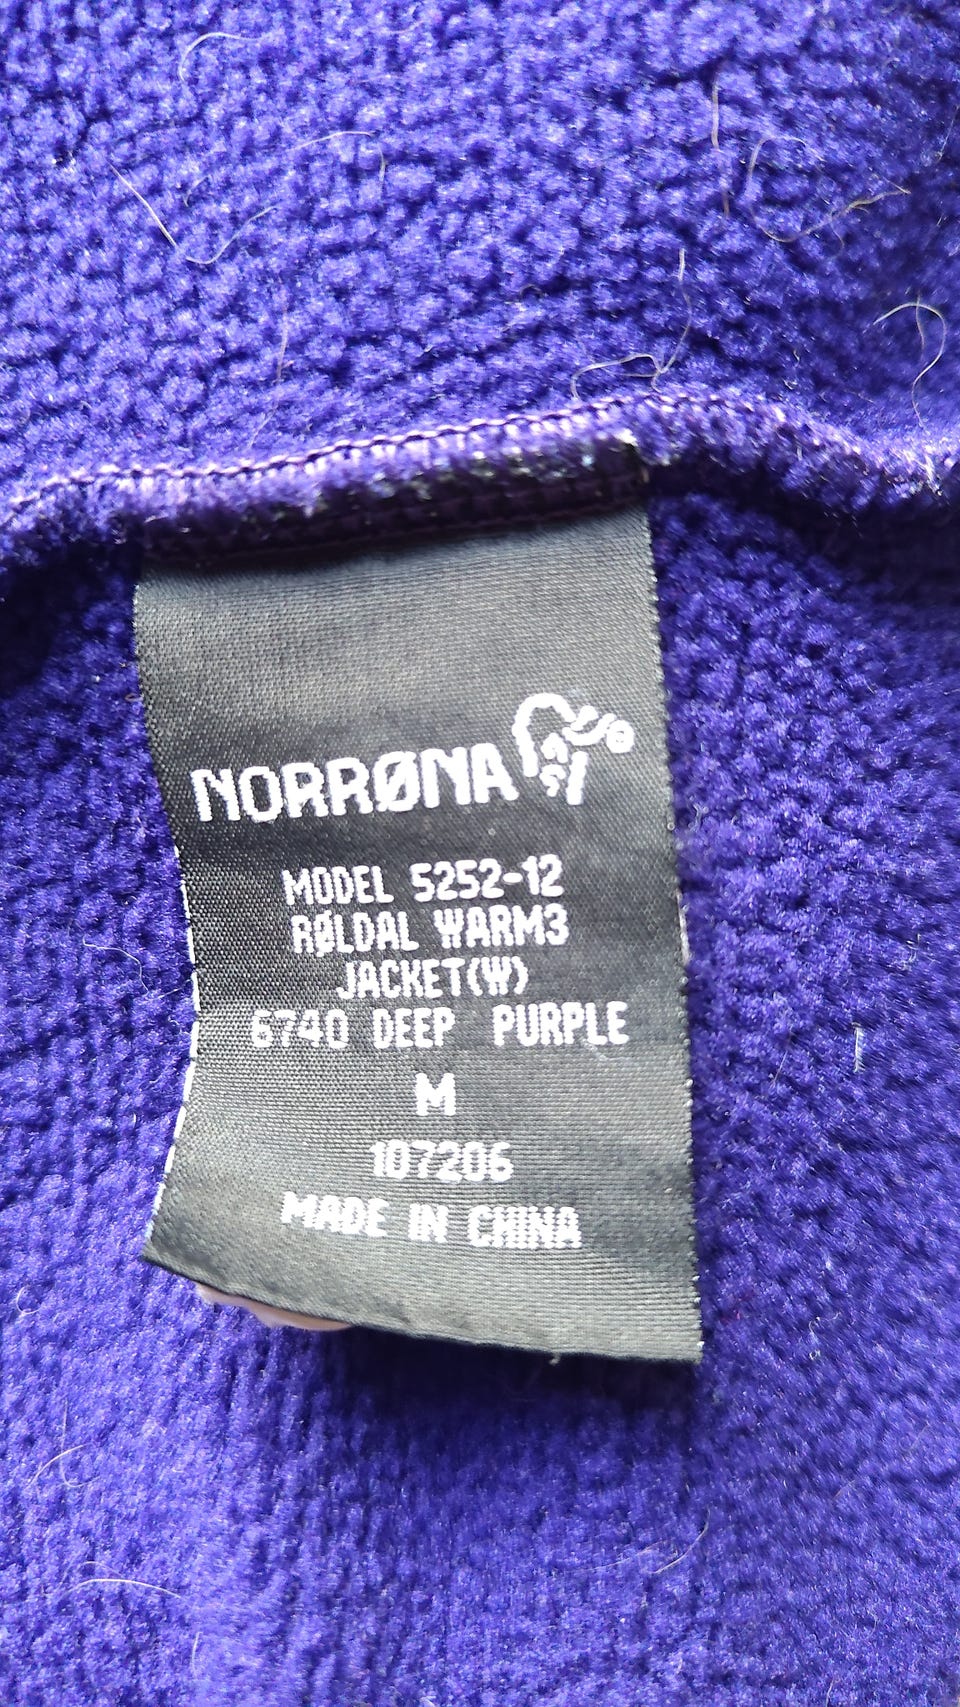 NORRØNA
MODEL 5252-12
RØLDAL WARM3
JACKET(W)
6740 DEEP PURPLE
M
107206
MADE IN CHINA